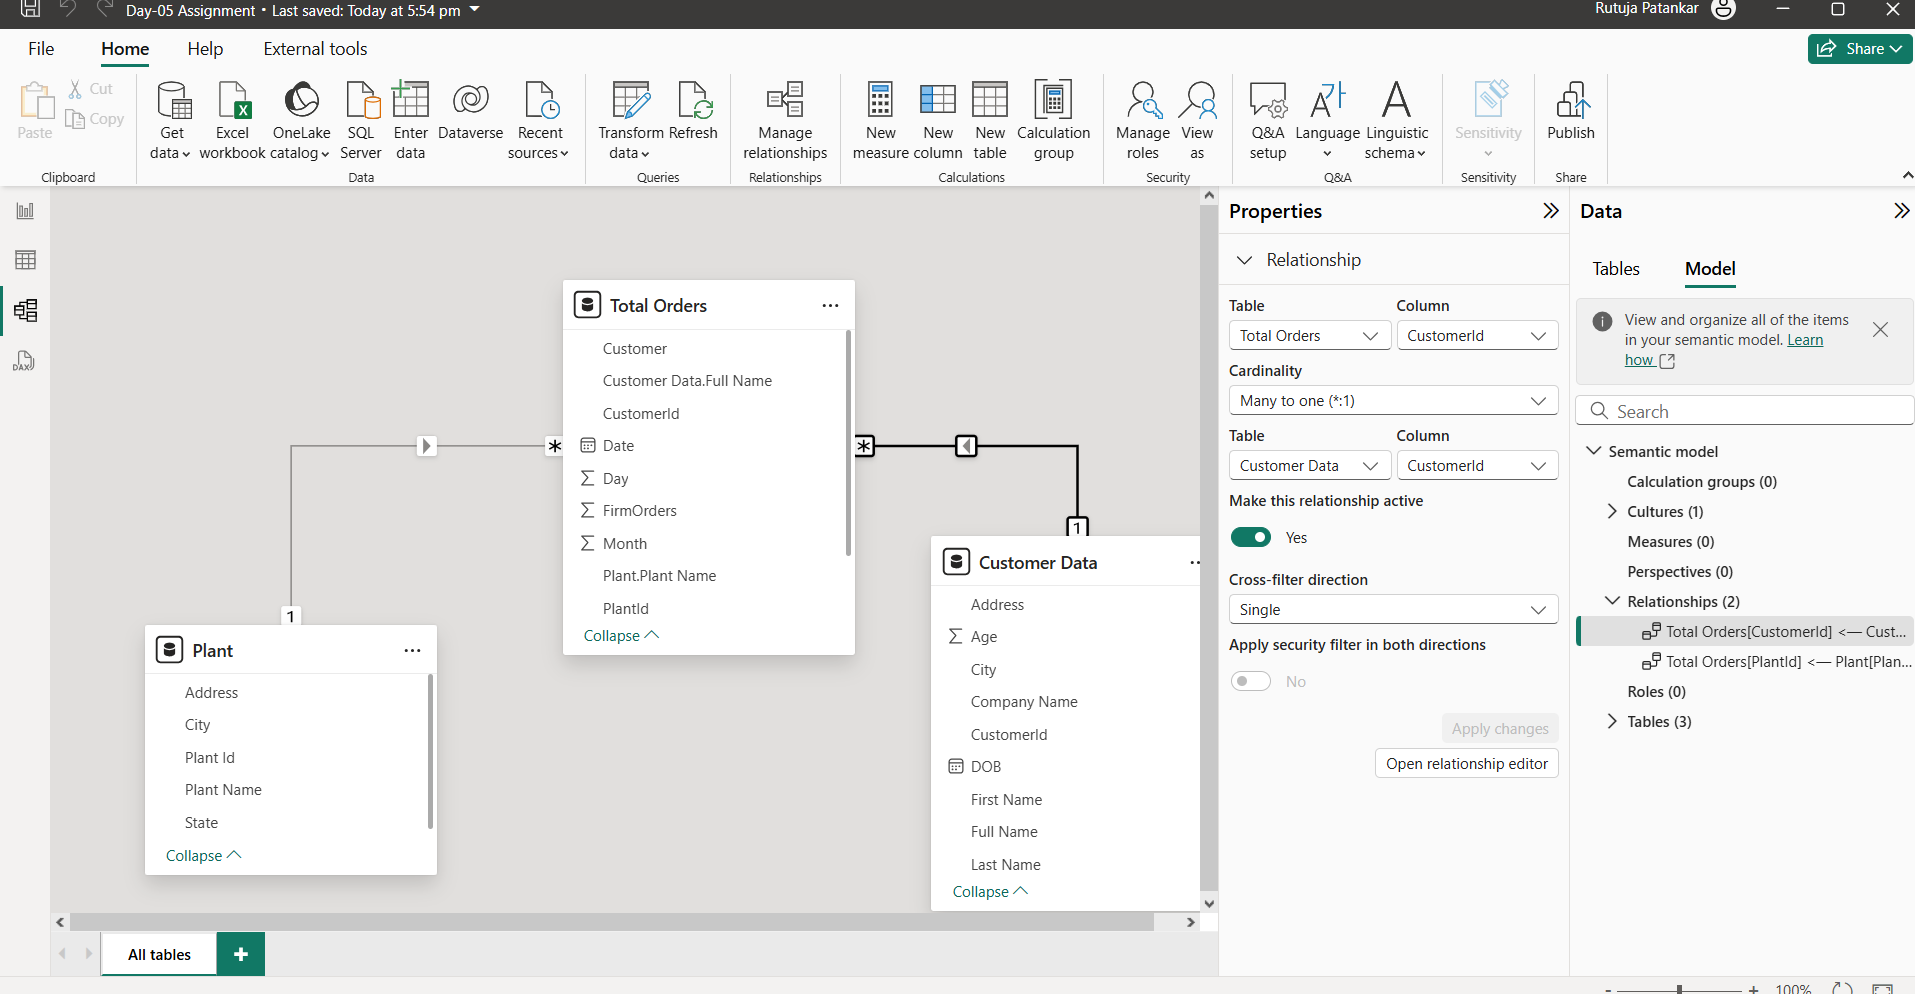 Day-05 Assignment • Last saved: Today at 5:54 pm
Rutuja Patankar
File
Home
Help
External tools
Share
Paste
Cut
Copy
Get data
Excel workbook
OneLake catalog
SQL Server
Enter data
Dataverse
Recent sources
Transform data
Refresh
Manage relationships
New measure
New column
New table
Calculation group
Manage roles
View as
Q&A setup
Language
Linguistic schema
Sensitivity
Publish
Clipboard
Data
Queries
Relationships
Calculations
Security
Q&A
Sensitivity
Share
DAX
Total Orders
Customer
Customer Data.Full Name
CustomerId
Date
Day
FirmOrders
Month
Plant.Plant Name
PlantId
Collapse
*
*
1
1
Plant
Address
City
Plant Id
Plant Name
State
Collapse
Customer Data
Address
Age
City
Company Name
CustomerId
DOB
First Name
Full Name
Last Name
Collapse
All tables
+
Properties
Relationship
Table
Column
Total Orders
CustomerId
Cardinality
Many to one (*:1)
Table
Column
Customer Data
CustomerId
Make this relationship active
Yes
Cross-filter direction
Single
Apply security filter in both directions
No
Apply changes
Open relationship editor
Data
Tables
Model
View and organize all of the items
in your semantic model. Learn
how
Search
Semantic model
Calculation groups (0)
Cultures (1)
Measures (0)
Perspectives (0)
Relationships (2)
Total Orders[CustomerId] <— Cust...
Total Orders[PlantId] <— Plant[Plan...
Roles (0)
Tables (3)
- + 100%